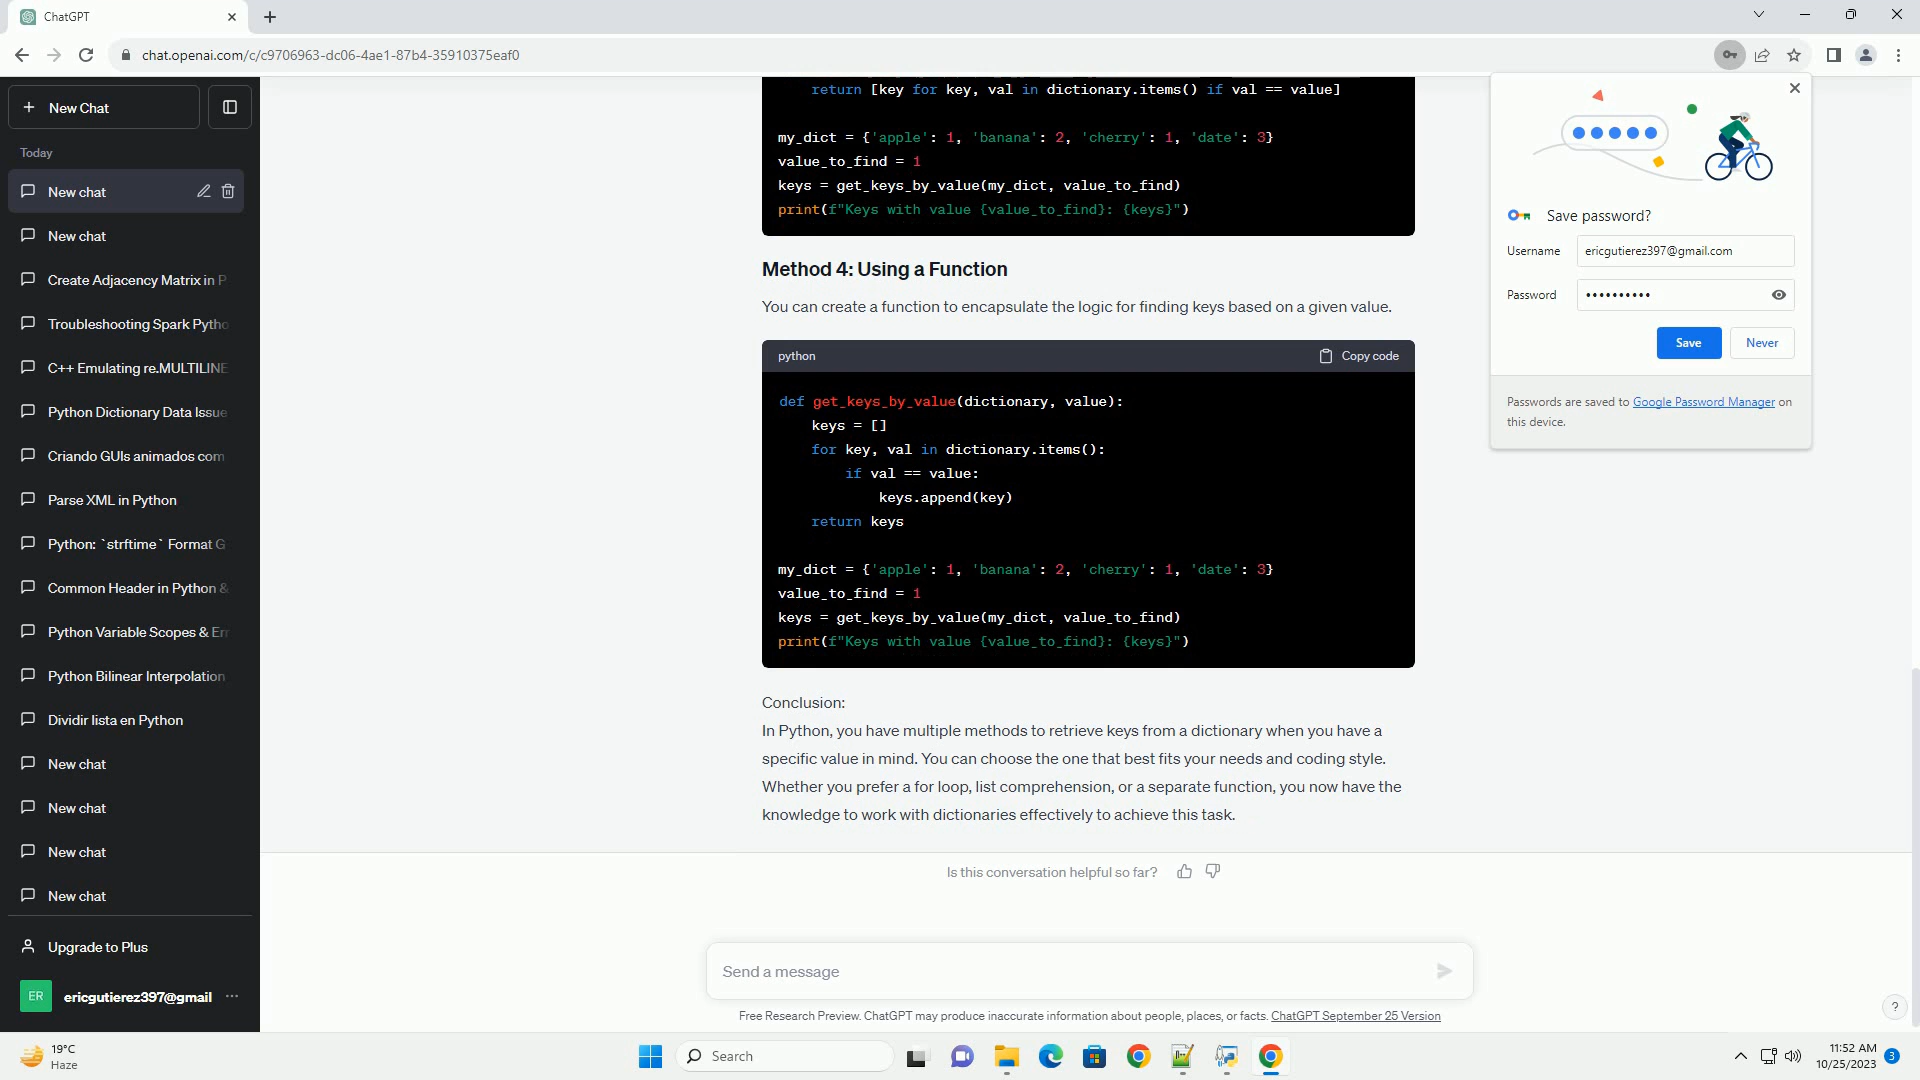 ChatGPT
chat.openai.com/c/c9706963-dc06-4ae1-87b4-35910375eaf0
New Chat
Today
New chat
New chat
Create Adjacency Matrix in P
Troubleshooting Spark Pytho
C++ Emulating re.MULTILINE
Python Dictionary Data Issue
Criando GUIs animados com
Parse XML in Python
Python: `strftime` Format G
Common Header in Python &
Python Variable Scopes & Err
Python Bilinear Interpolation
Dividir lista en Python
New chat
New chat
New chat
New chat
Upgrade to Plus
ER ericgutierez397@gmail ...
return [key for key, val in dictionary.items() if val == value]
my_dict = {'apple': 1, 'banana': 2, 'cherry': 1, 'date': 3}
value_to_find = 1
keys = get_keys_by_value(my_dict, value_to_find)
print(f"Keys with value {value_to_find}: {keys}")
Method 4: Using a Function
You can create a function to encapsulate the logic for finding keys based on a given value.
python Copy code
def get_keys_by_value(dictionary, value):
    keys = []
    for key, val in dictionary.items():
        if val == value:
            keys.append(key)
    return keys
my_dict = {'apple': 1, 'banana': 2, 'cherry': 1, 'date': 3}
value_to_find = 1
keys = get_keys_by_value(my_dict, value_to_find)
print(f"Keys with value {value_to_find}: {keys}")
Conclusion:
In Python, you have multiple methods to retrieve keys from a dictionary when you have a
specific value in mind. You can choose the one that best fits your needs and coding style.
Whether you prefer a for loop, list comprehension, or a separate function, you now have the
knowledge to work with dictionaries effectively to achieve this task.
Is this conversation helpful so far?
Send a message
Free Research Preview. ChatGPT may produce inaccurate information about people, places, or facts. ChatGPT September 25 Version
?
Save password?
Username ericgutierez397@gmail.com
Password ••••••••••
Save Never
Passwords are saved to Google Password Manager on
this device.
19°C
Haze
Search
11:52 AM
10/25/2023
3